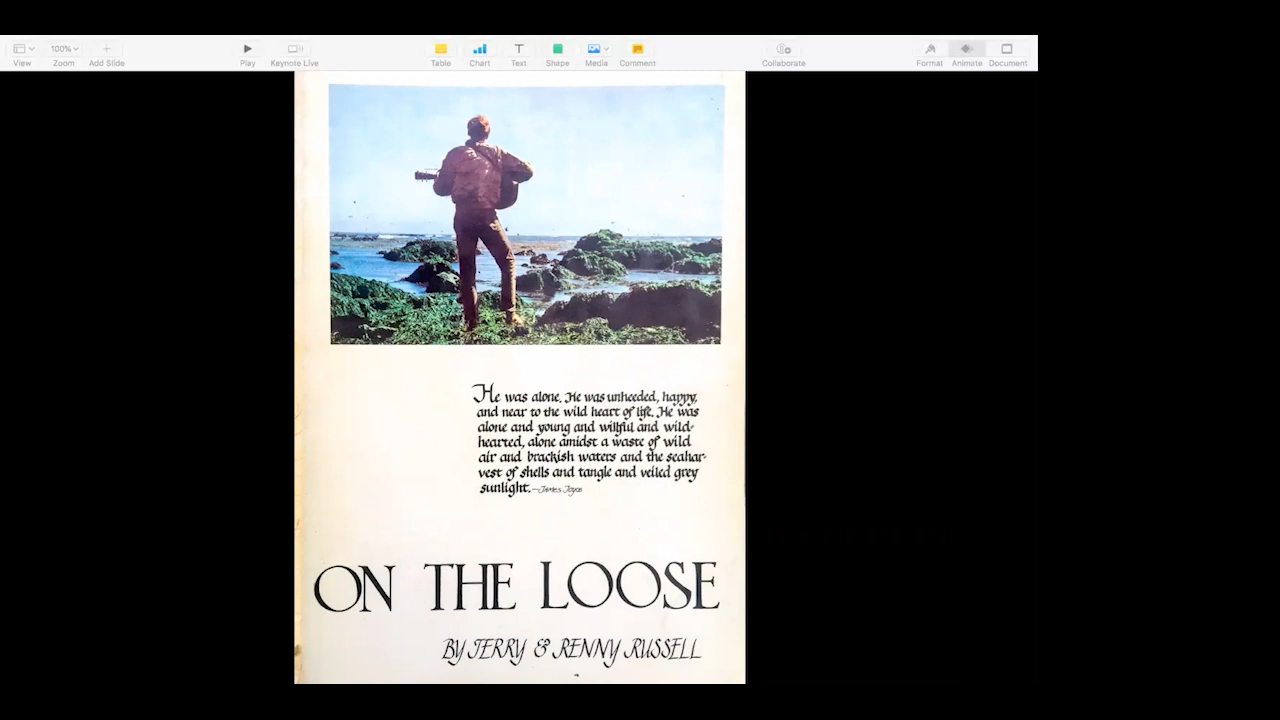 View
100%
Zoom
Add Slide
Play
Keynote Live
Table
Chart
Text
Shape
Media
Comment
Collaborate
Format
Animate
Document
He was alone. He was unheeded, happy,
and near to the wild heart of life. He was
alone and young and willful and wild-
hearted, alone amidst a waste of wild
air and brackish waters and the seahar-
vest of shells and tangle and veiled grey
sunlight.—James Joyce
ON THE LOOSE
BY TERRY & RENNY RUSSELL